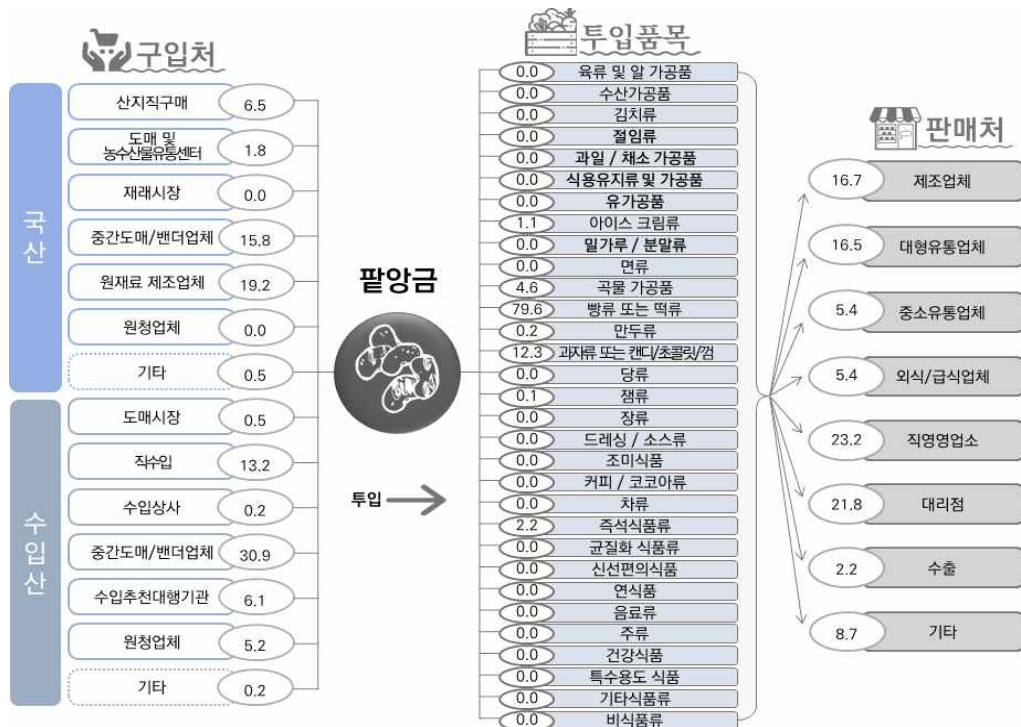 구입처
국산
산지직구매 6.5
도매 및
농수산물유통센터 1.8
재래시장 0.0
중간도매/밴더업체 15.8
원재료 제조업체 19.2
원청업체 0.0
기타 0.5
수입산
도매시장 0.5
직수입 13.2
수입상사 0.2
중간도매/밴더업체 30.9
수입추천대행기관 6.1
원청업체 5.2
기타 0.2
팥앙금
투입
투입품목
0.0 육류 및 알 가공품
0.0 수산가공품
0.0 김치류
0.0 절임류
0.0 과일 / 채소 가공품
0.0 식용유지류 및 가공품
0.0 유가공품
1.1 아이스 크림류
0.0 밀가루 / 분말류
0.0 면류
4.6 곡물 가공품
79.6 빵류 또는 떡류
0.2 만두류
12.3 과자류 또는 캔디/초콜릿/껌
0.0 당류
0.1 잼류
0.0 장류
0.0 드레싱 / 소스류
0.0 조미식품
0.0 커피 / 코코아류
0.0 차류
2.2 즉석식품류
0.0 균질화 식품류
0.0 신선편의식품
0.0 연식품
0.0 음료류
0.0 주류
0.0 건강식품
0.0 특수용도 식품
0.0 기타식품류
0.0 비식품류
판매처
16.7 제조업체
16.5 대형유통업체
5.4 중소유통업체
5.4 외식/급식업체
23.2 직영영업소
21.8 대리점
2.2 수출
8.7 기타